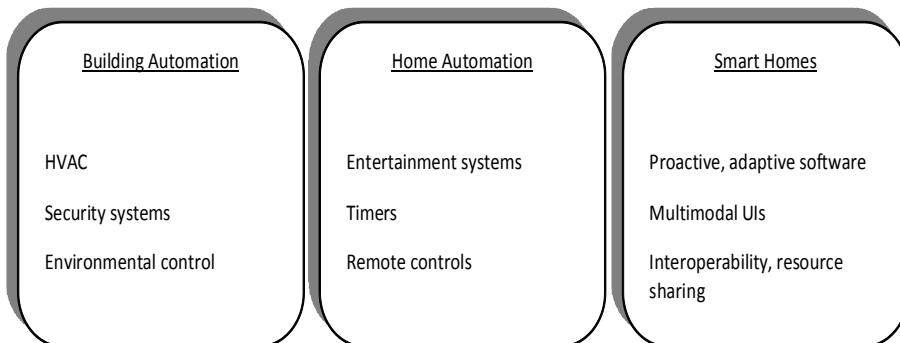 Building Automation
HVAC
Security systems
Environmental control
Home Automation
Entertainment systems
Timers
Remote controls
Smart Homes
Proactive, adaptive software
Multimodal UIs
Interoperability, resource
sharing